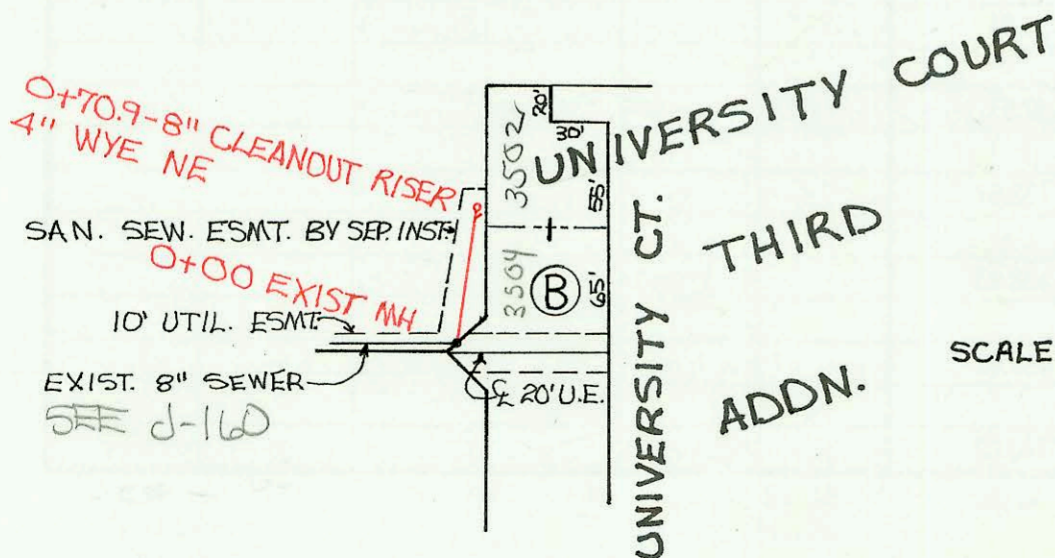 UNIVERSITY COURT
THIRD
ADDN.
0+70.9-8" CLEANOUT RISER
4" WYE NE
SAN. SEW. ESMT. BY SEP. INST.
0+00 EXIST MH
10' UTIL. ESMT.
EXIST. 8" SEWER
SEE J-160
20'
30'
3502
55'
3504
B
65'
℄ 20' U.E.
UNIVERSITY CT.
SCALE